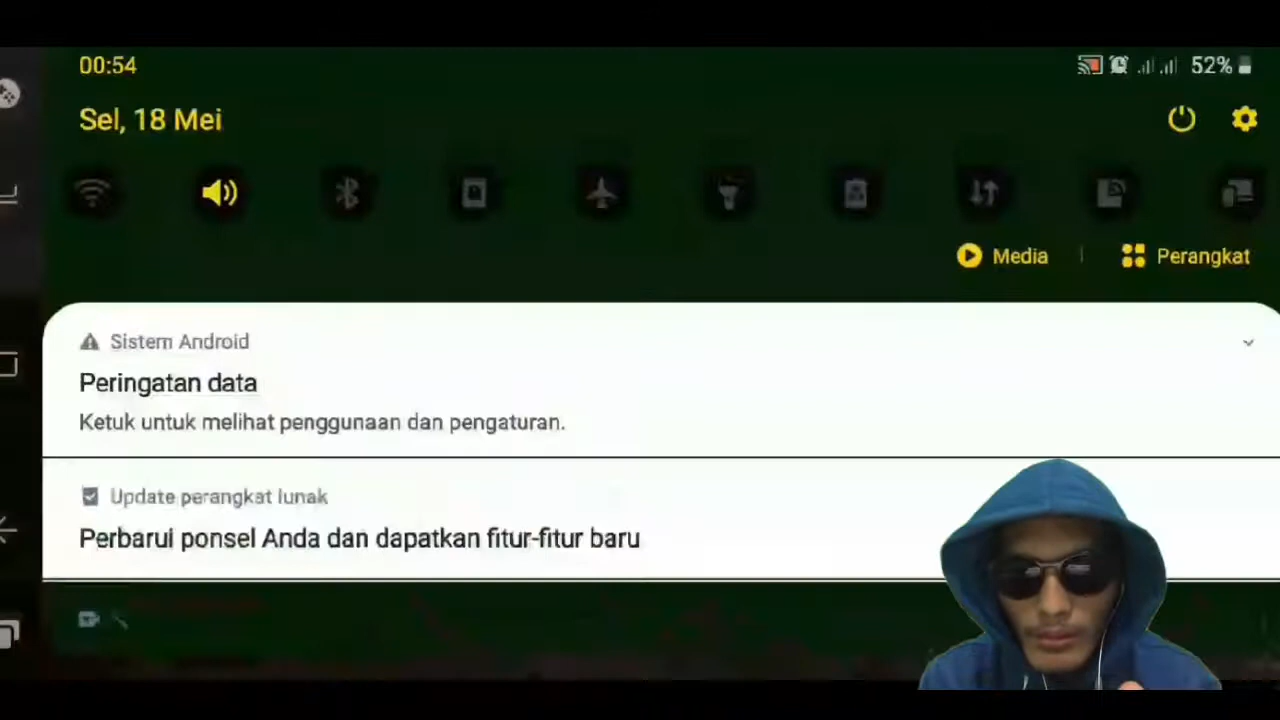 00:54
52%
Sel, 18 Mei
Media
Perangkat
Sistem Android
Peringatan data
Ketuk untuk melihat penggunaan dan pengaturan.
Update perangkat lunak
Perbarui ponsel Anda dan dapatkan fitur-fitur baru